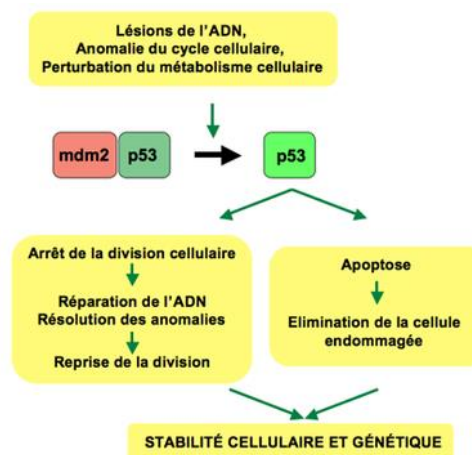 Lésions de l'ADN,
Anomalie du cycle cellulaire,
Perturbation du métabolisme cellulaire
mdm2 p53 p53
Arrêt de la division cellulaire
Réparation de l'ADN
Résolution des anomalies
Reprise de la division
Apoptose
Elimination de la cellule
endommagée
STABILITÉ CELLULAIRE ET GÉNÉTIQUE